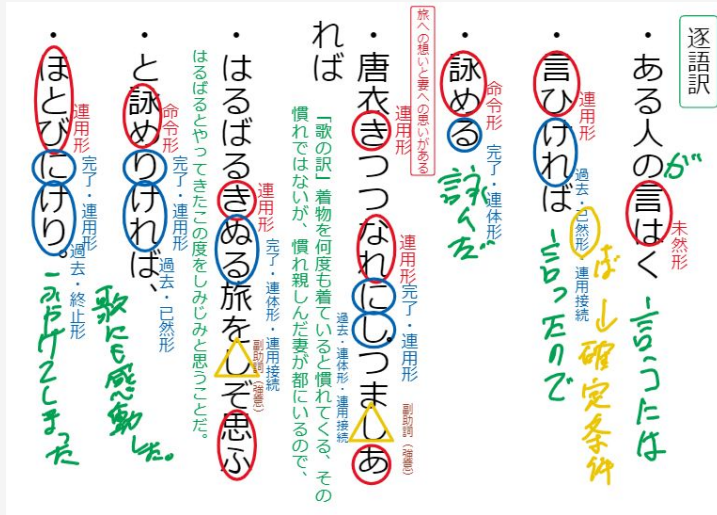 逐語訳
・ある人の言はく
が
未然形
言うには
・言ひければ
連用形
過去・已然形・連用接続
ば→確定条件
言ったので
・詠める
命令形
完了・連体形
詠んだ
旅への想いと妻への思いがある
・唐衣きつつなれにしつましあ
れば
連用形
連用形
完了・連用形
過去・連体形・連用接続
副助詞(強意)
「歌の訳」着物を何度も着ていると慣れてくる、その
慣れではないが、慣れ親しんだ妻が都にいるので、
・はるばるきぬる旅をしぞ思ふ
連用形
完了・連体形・連用接続
副助詞(強意)
はるばるとやってきたこの度をしみじみと思うことだ。
・と詠めりければ、
命令形
完了・連用形
過去・已然形
歌にも感動した。
・ほとびにけり。
連用形
完了・連用形
過去・終止形
ふやけてしまった